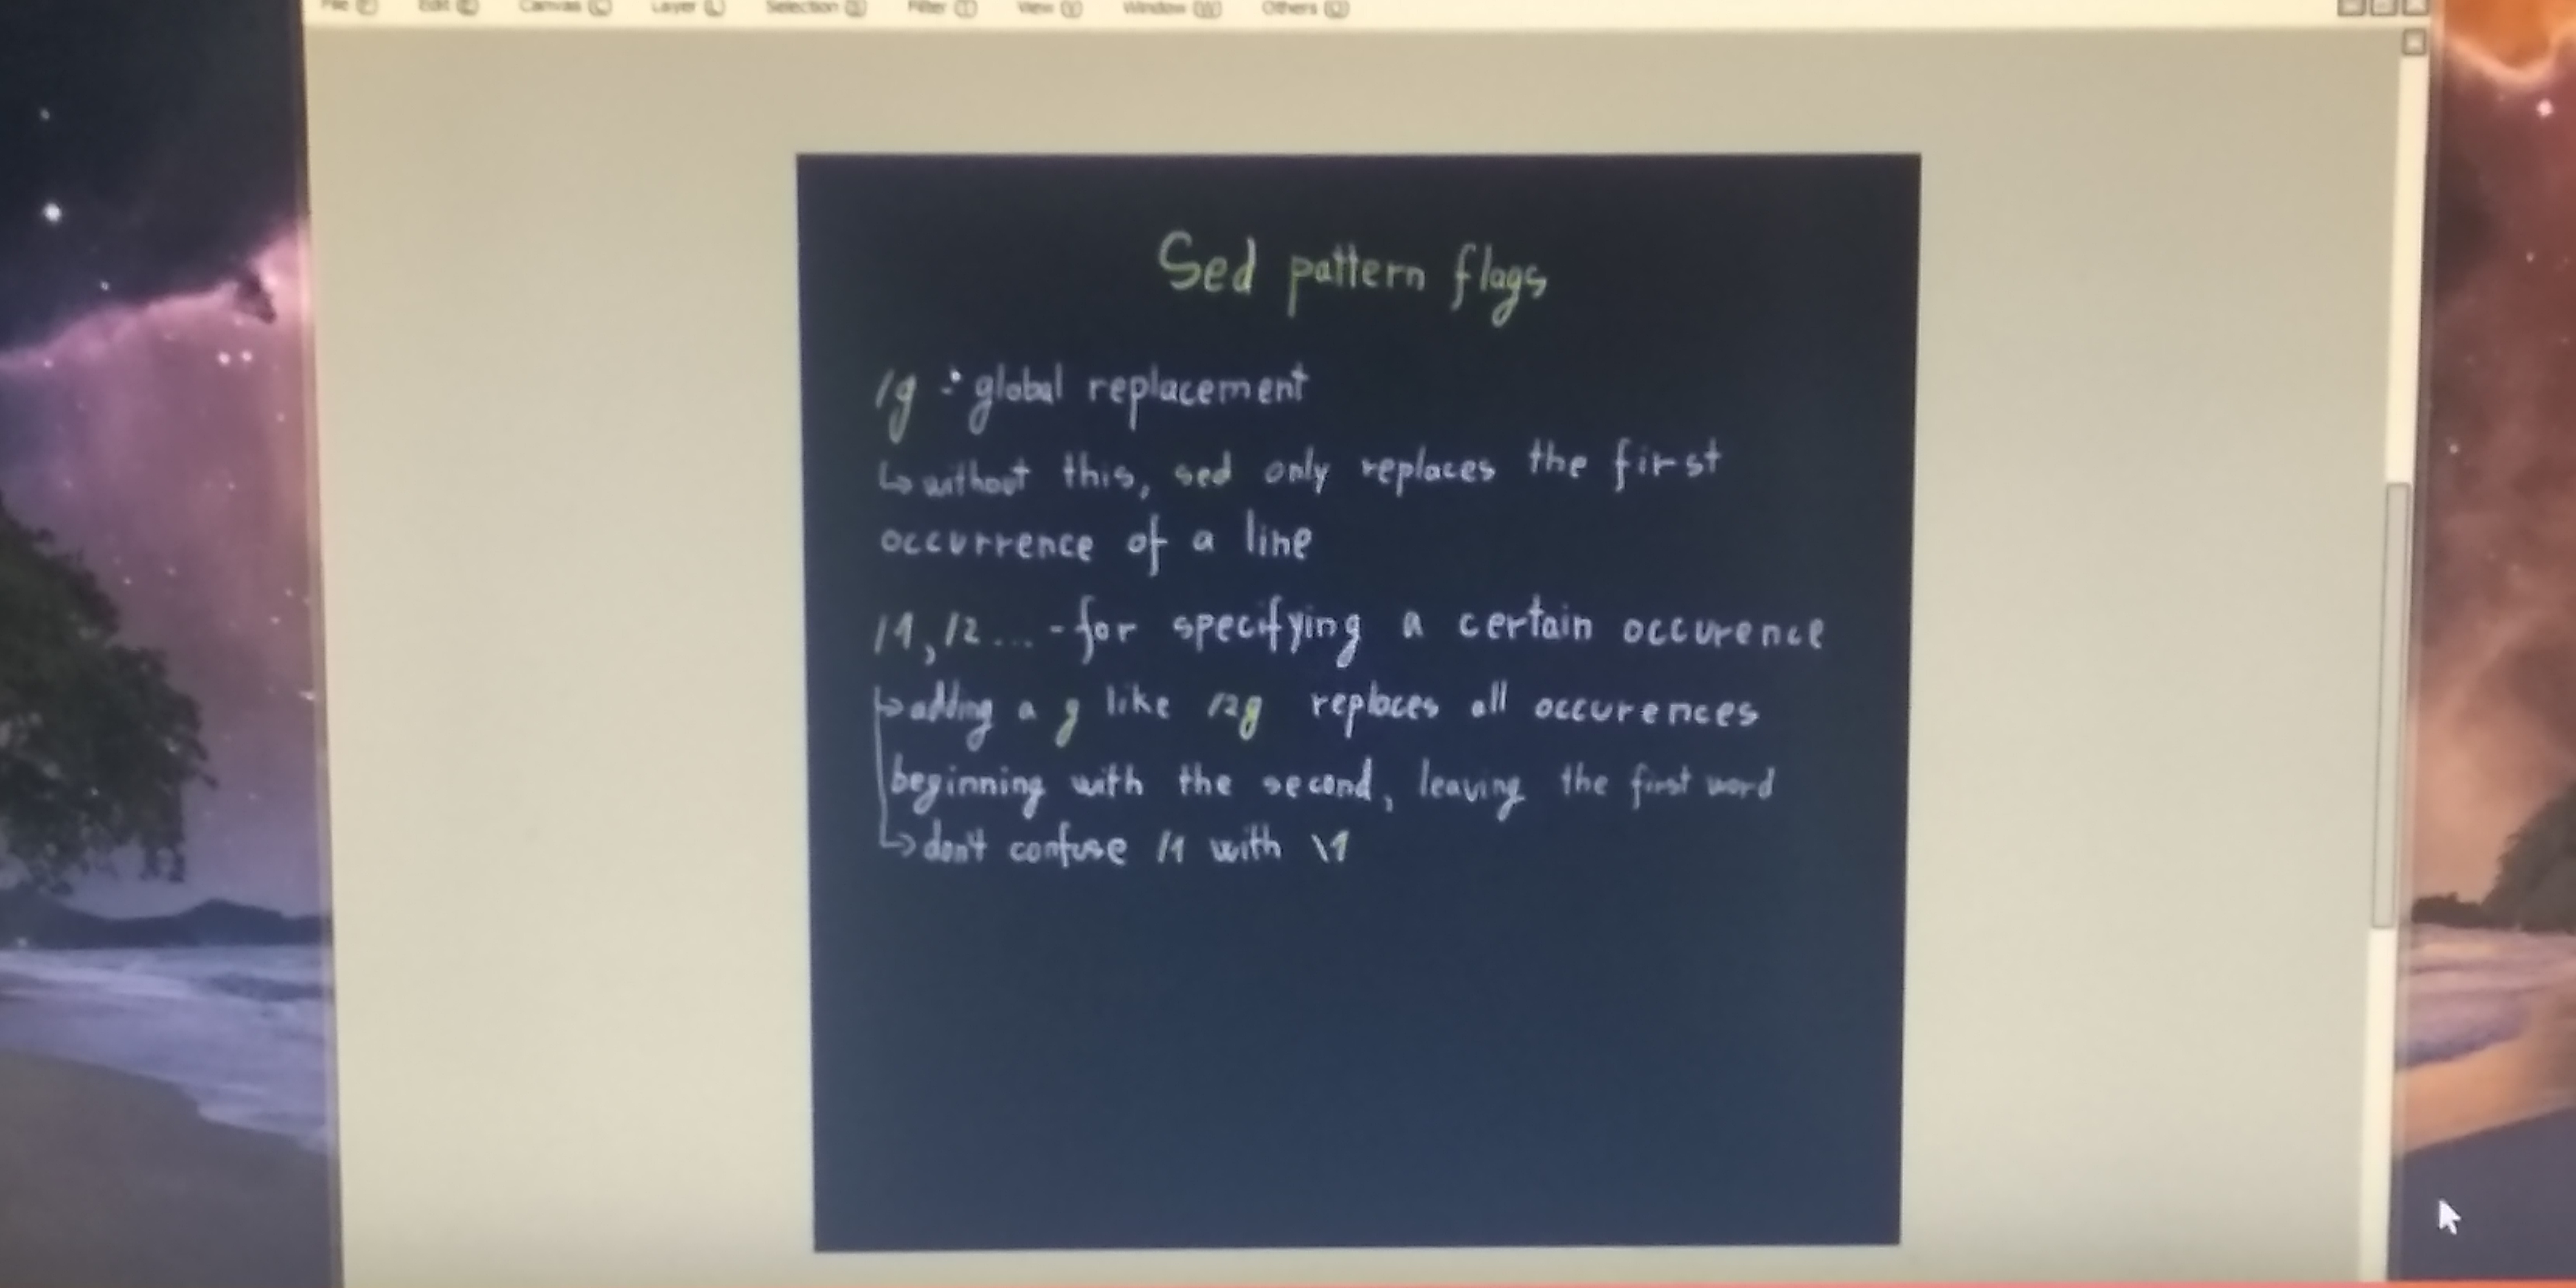 File (F) Edit (E) Canvas (C) Layer (L) Selection (S) Filter (T) View (V) Window (W) Others (O)
Sed pattern flags
/g : global replacement
↳ without this, sed only replaces the first
occurrence of a line
/1, /2 ... - for specifying a certain occurence
↳ adding a g like /2g replaces all occurences
beginning with the second, leaving the first word
↳ don't confuse /1 with \1